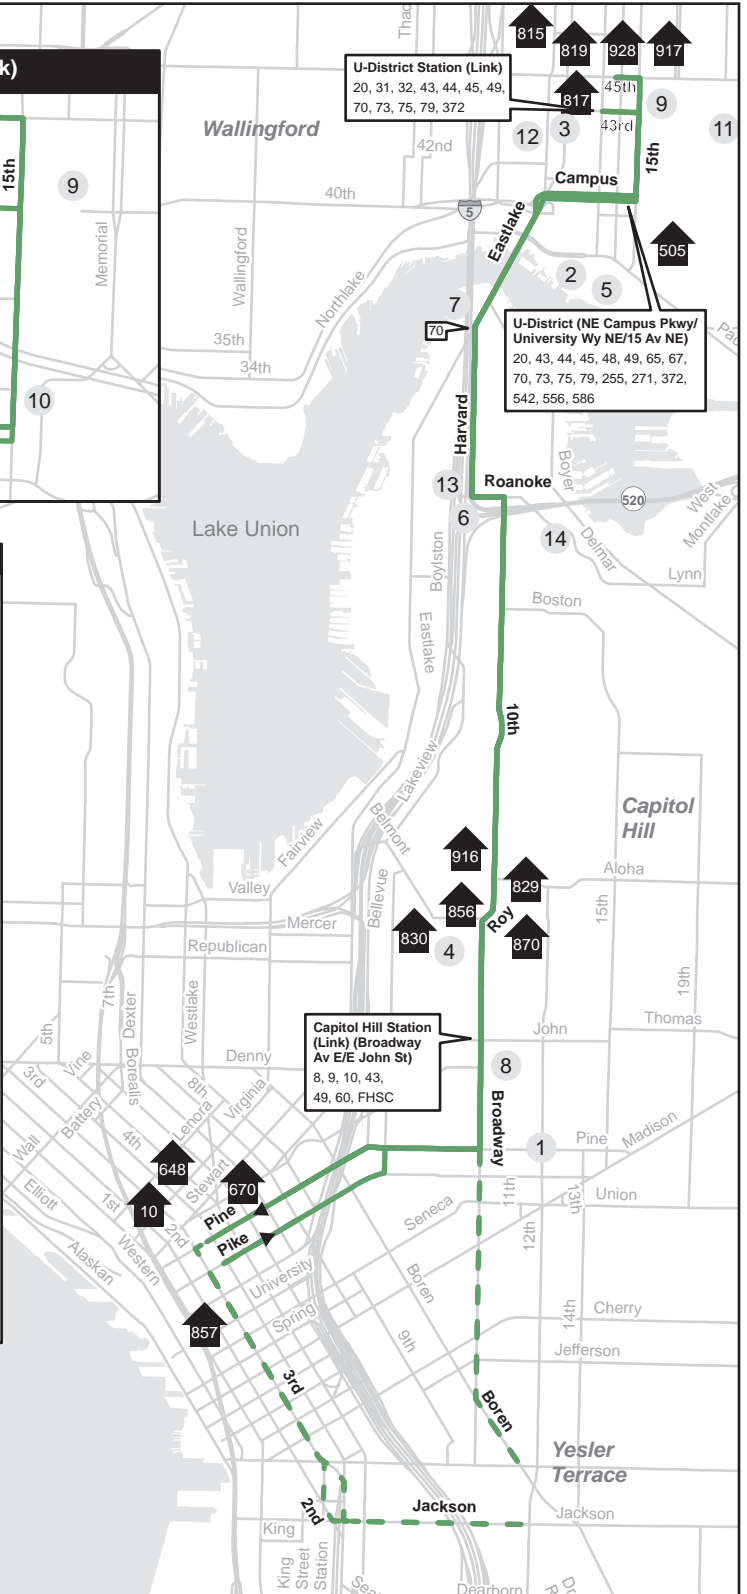 k)
15th
9
Memorial
10
Thac
815
819
928
917
U-District Station (Link)
20, 31, 32, 43, 44, 45, 49,
70, 73, 75, 79, 372
817
45th
9
43rd
12
3
11
Wallingford
42nd
15th
Campus
40th
5
Eastlake
505
Wallingford
Northlake
2
5
7
70
U-District (NE Campus Pkwy/
University Wy NE/15 Av NE)
20, 43, 44, 45, 48, 49, 65, 67,
70, 73, 75, 79, 255, 271, 372,
542, 556, 586
Pac
35th
34th
Harvard
Boyer
13
Roanoke
520
West
Montlake
6
Lake Union
14
Delmar
Lynn
Boylston
Boston
Eastlake
10th
Lakeview
Capitol
Hill
Belmont
Fairview
916
829
Aloha
Valley
Bellevue
856
15th
Mercer
830
Roy
870
Republican
4
19th
7th
Dexter
Westlake
5th
Borealis
Capitol Hill Station
(Link) (Broadway
Av E/E John St)
8, 9, 10, 43,
49, 60, FHSC
John
Thomas
Denny
8
Vine
3rd
8th
Virginia
Lenora
Battery
Broadway
4th
Wall
1
Pine
Madison
648
670
Stewart
Elliott
10
1st
2nd
Pine
11th
13th
Union
Seneca
12th
Pike
Western
Alaskan
University
Boren
Spring
14th
Cherry
857
9th
Jefferson
3rd
Boren
Yesler
Terrace
2nd
Jackson
Jackson
King
King
Street
Station
Sea
Dearborn
Dr
R